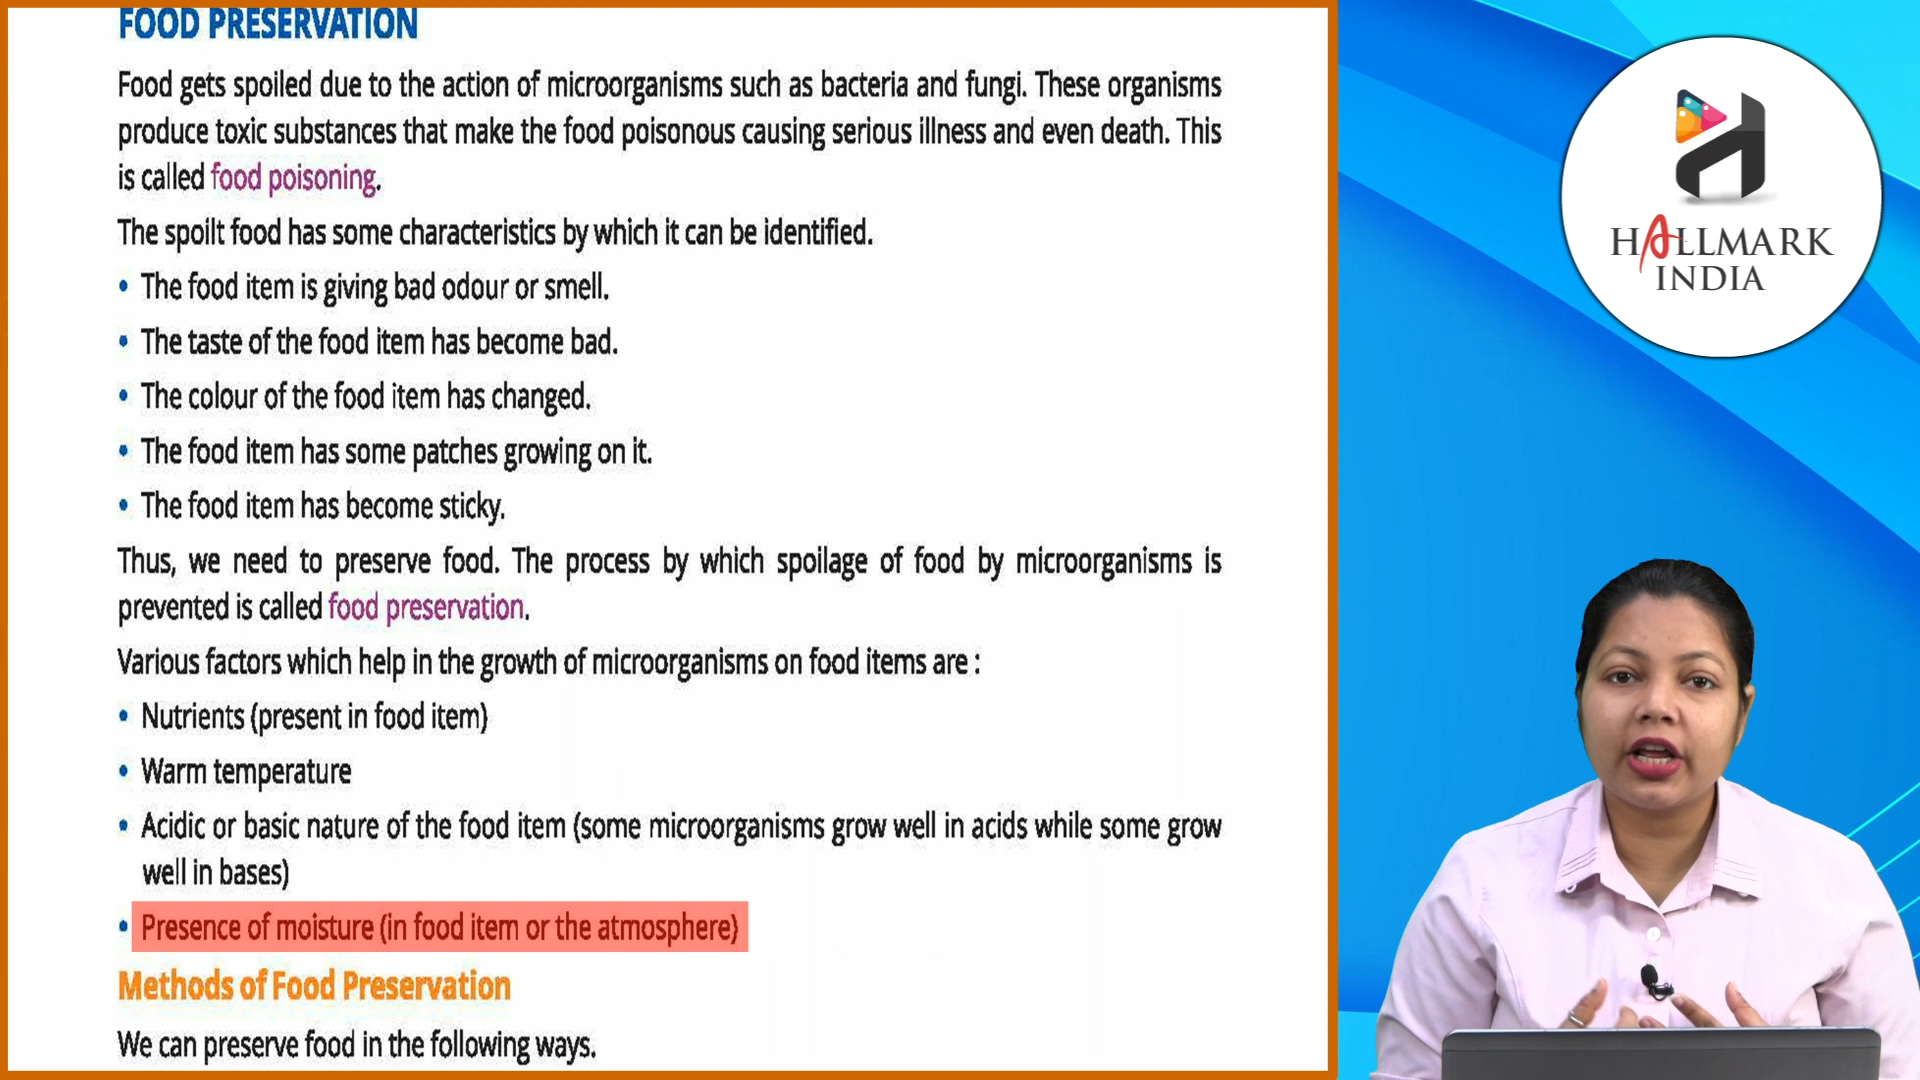 FOOD PRESERVATION
Food gets spoiled due to the action of microorganisms such as bacteria and fungi. These organisms
produce toxic substances that make the food poisonous causing serious illness and even death. This
is called food poisoning.
The spoilt food has some characteristics by which it can be identified.
• The food item is giving bad odour or smell.
• The taste of the food item has become bad.
• The colour of the food item has changed.
• The food item has some patches growing on it.
• The food item has become sticky.
Thus, we need to preserve food. The process by which spoilage of food by microorganisms is
prevented is called food preservation.
Various factors which help in the growth of microorganisms on food items are :
• Nutrients (present in food item)
• Warm temperature
• Acidic or basic nature of the food item (some microorganisms grow well in acids while some grow
well in bases)
• Presence of moisture (in food item or the atmosphere)
Methods of Food Preservation
We can preserve food in the following ways.
HALLMARK
INDIA